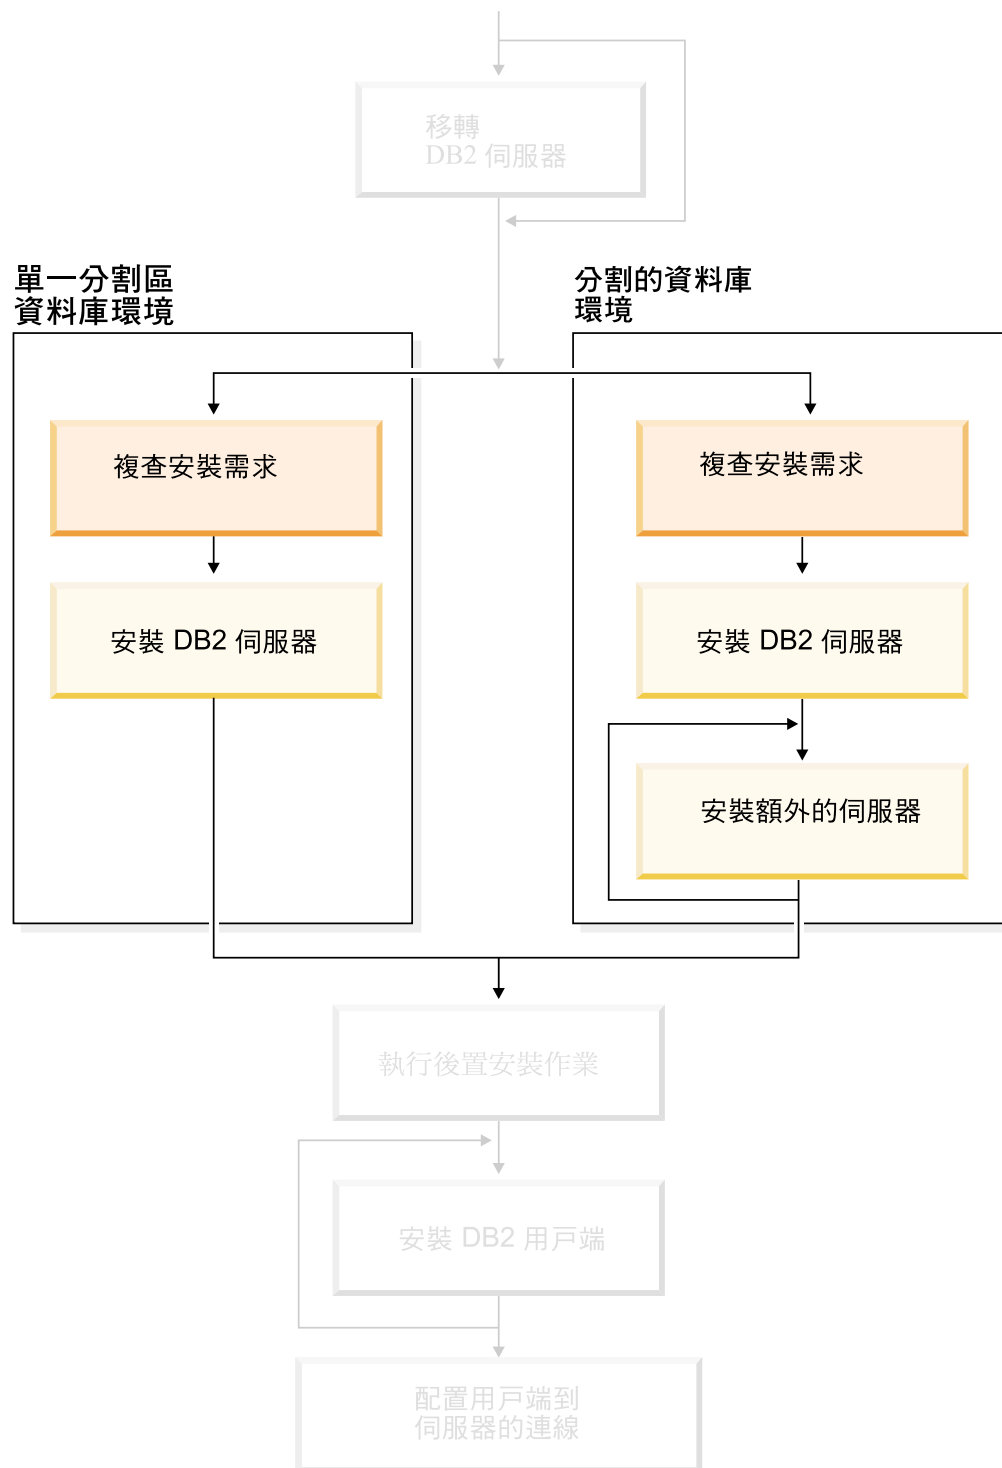 移轉
DB2 伺服器
單一分割區
資料庫環境
分割的資料庫
環境
複查安裝需求
複查安裝需求
安裝 DB2 伺服器
安裝 DB2 伺服器
安裝額外的伺服器
執行後置安裝作業
安裝 DB2 用戶端
配置用戶端到
伺服器的連線